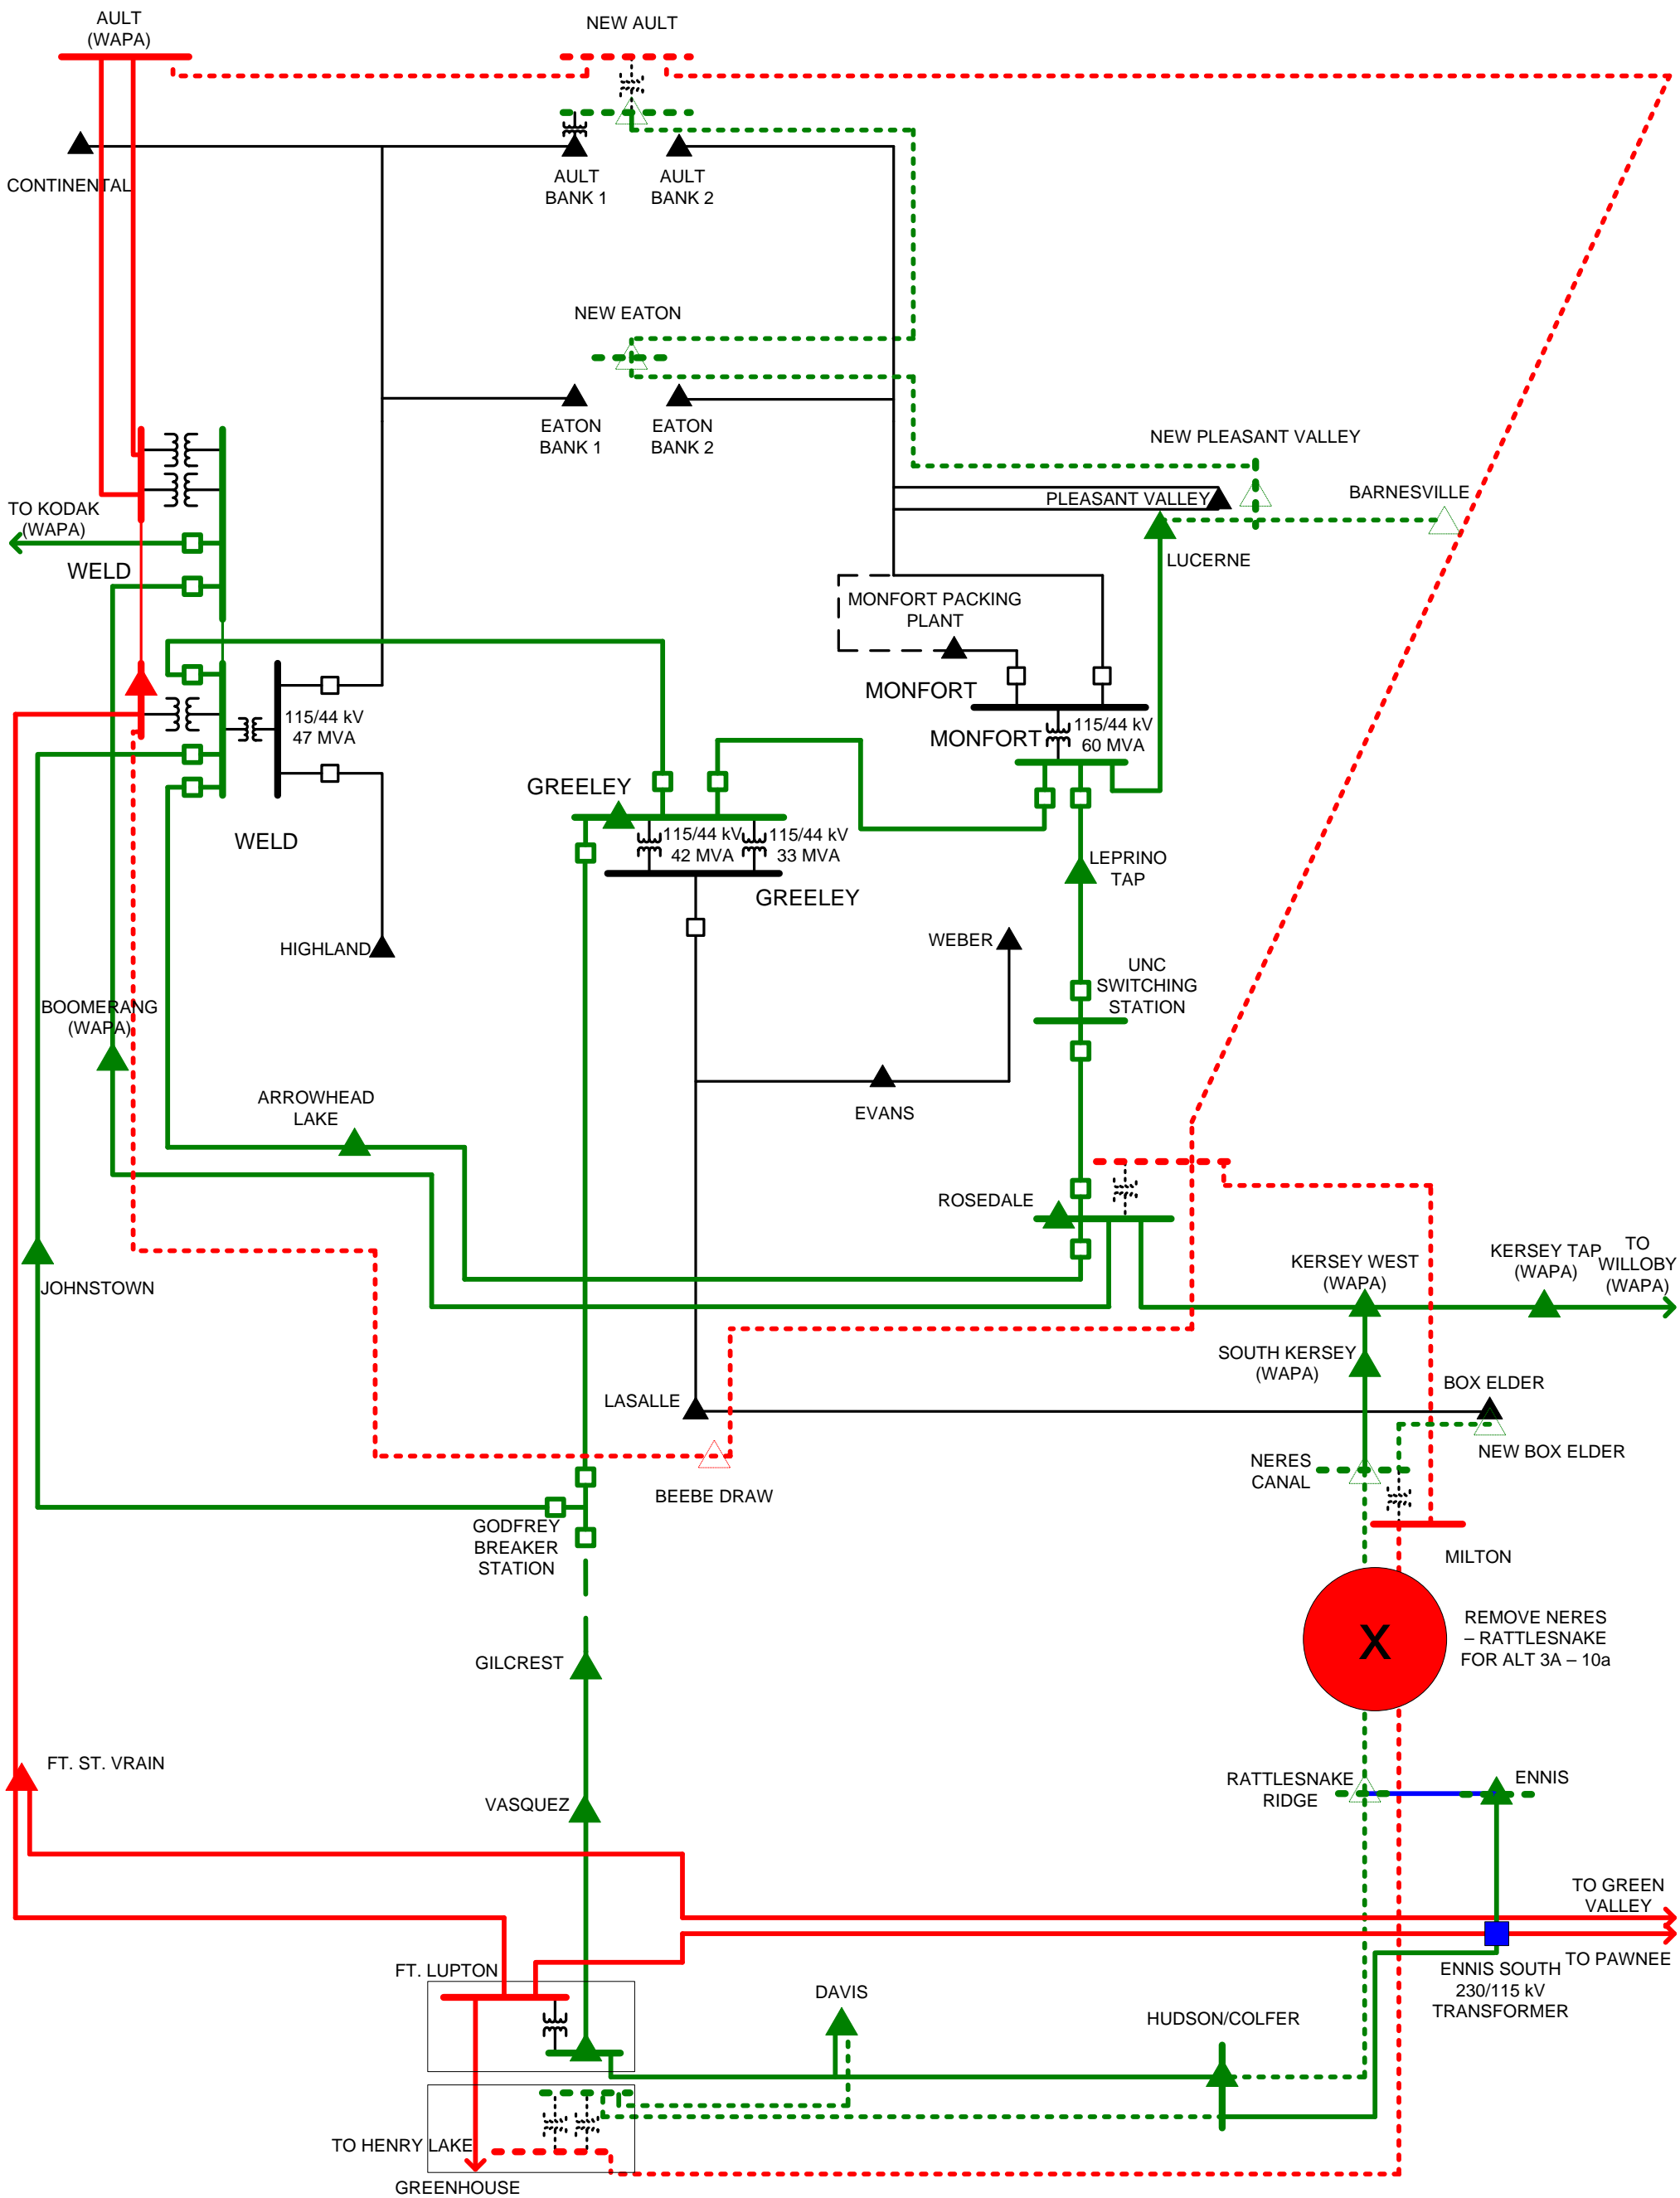 AULT
(WAPA)
NEW AULT
CONTINENTAL
AULT
BANK 1
AULT
BANK 2
NEW EATON
EATON
BANK 1
EATON
BANK 2
NEW PLEASANT VALLEY
PLEASANT VALLEY
BARNESVILLE
TO KODAK
(WAPA)
WELD
LUCERNE
MONFORT PACKING
PLANT
MONFORT
115/44 kV
47 MVA
MONFORT
115/44 kV
60 MVA
GREELEY
WELD
115/44 kV
42 MVA
115/44 kV
33 MVA
GREELEY
LEPRINO
TAP
HIGHLAND
WEBER
UNC
SWITCHING
STATION
BOOMERANG
(WAPA)
ARROWHEAD
LAKE
EVANS
ROSEDALE
JOHNSTOWN
KERSEY WEST
(WAPA)
KERSEY TAP
(WAPA)
TO
WILLOBY
(WAPA)
SOUTH KERSEY
(WAPA)
LASALLE
BOX ELDER
NEW BOX ELDER
NERES
CANAL
BEEBE DRAW
GODFREY
BREAKER
STATION
MILTON
X
REMOVE NERES
– RATTLESNAKE
FOR ALT 3A – 10a
GILCREST
FT. ST. VRAIN
VASQUEZ
RATTLESNAKE
RIDGE
ENNIS
TO GREEN
VALLEY
TO PAWNEE
FT. LUPTON
ENNIS SOUTH
230/115 kV
TRANSFORMER
DAVIS
HUDSON/COLFER
TO HENRY LAKE
GREENHOUSE